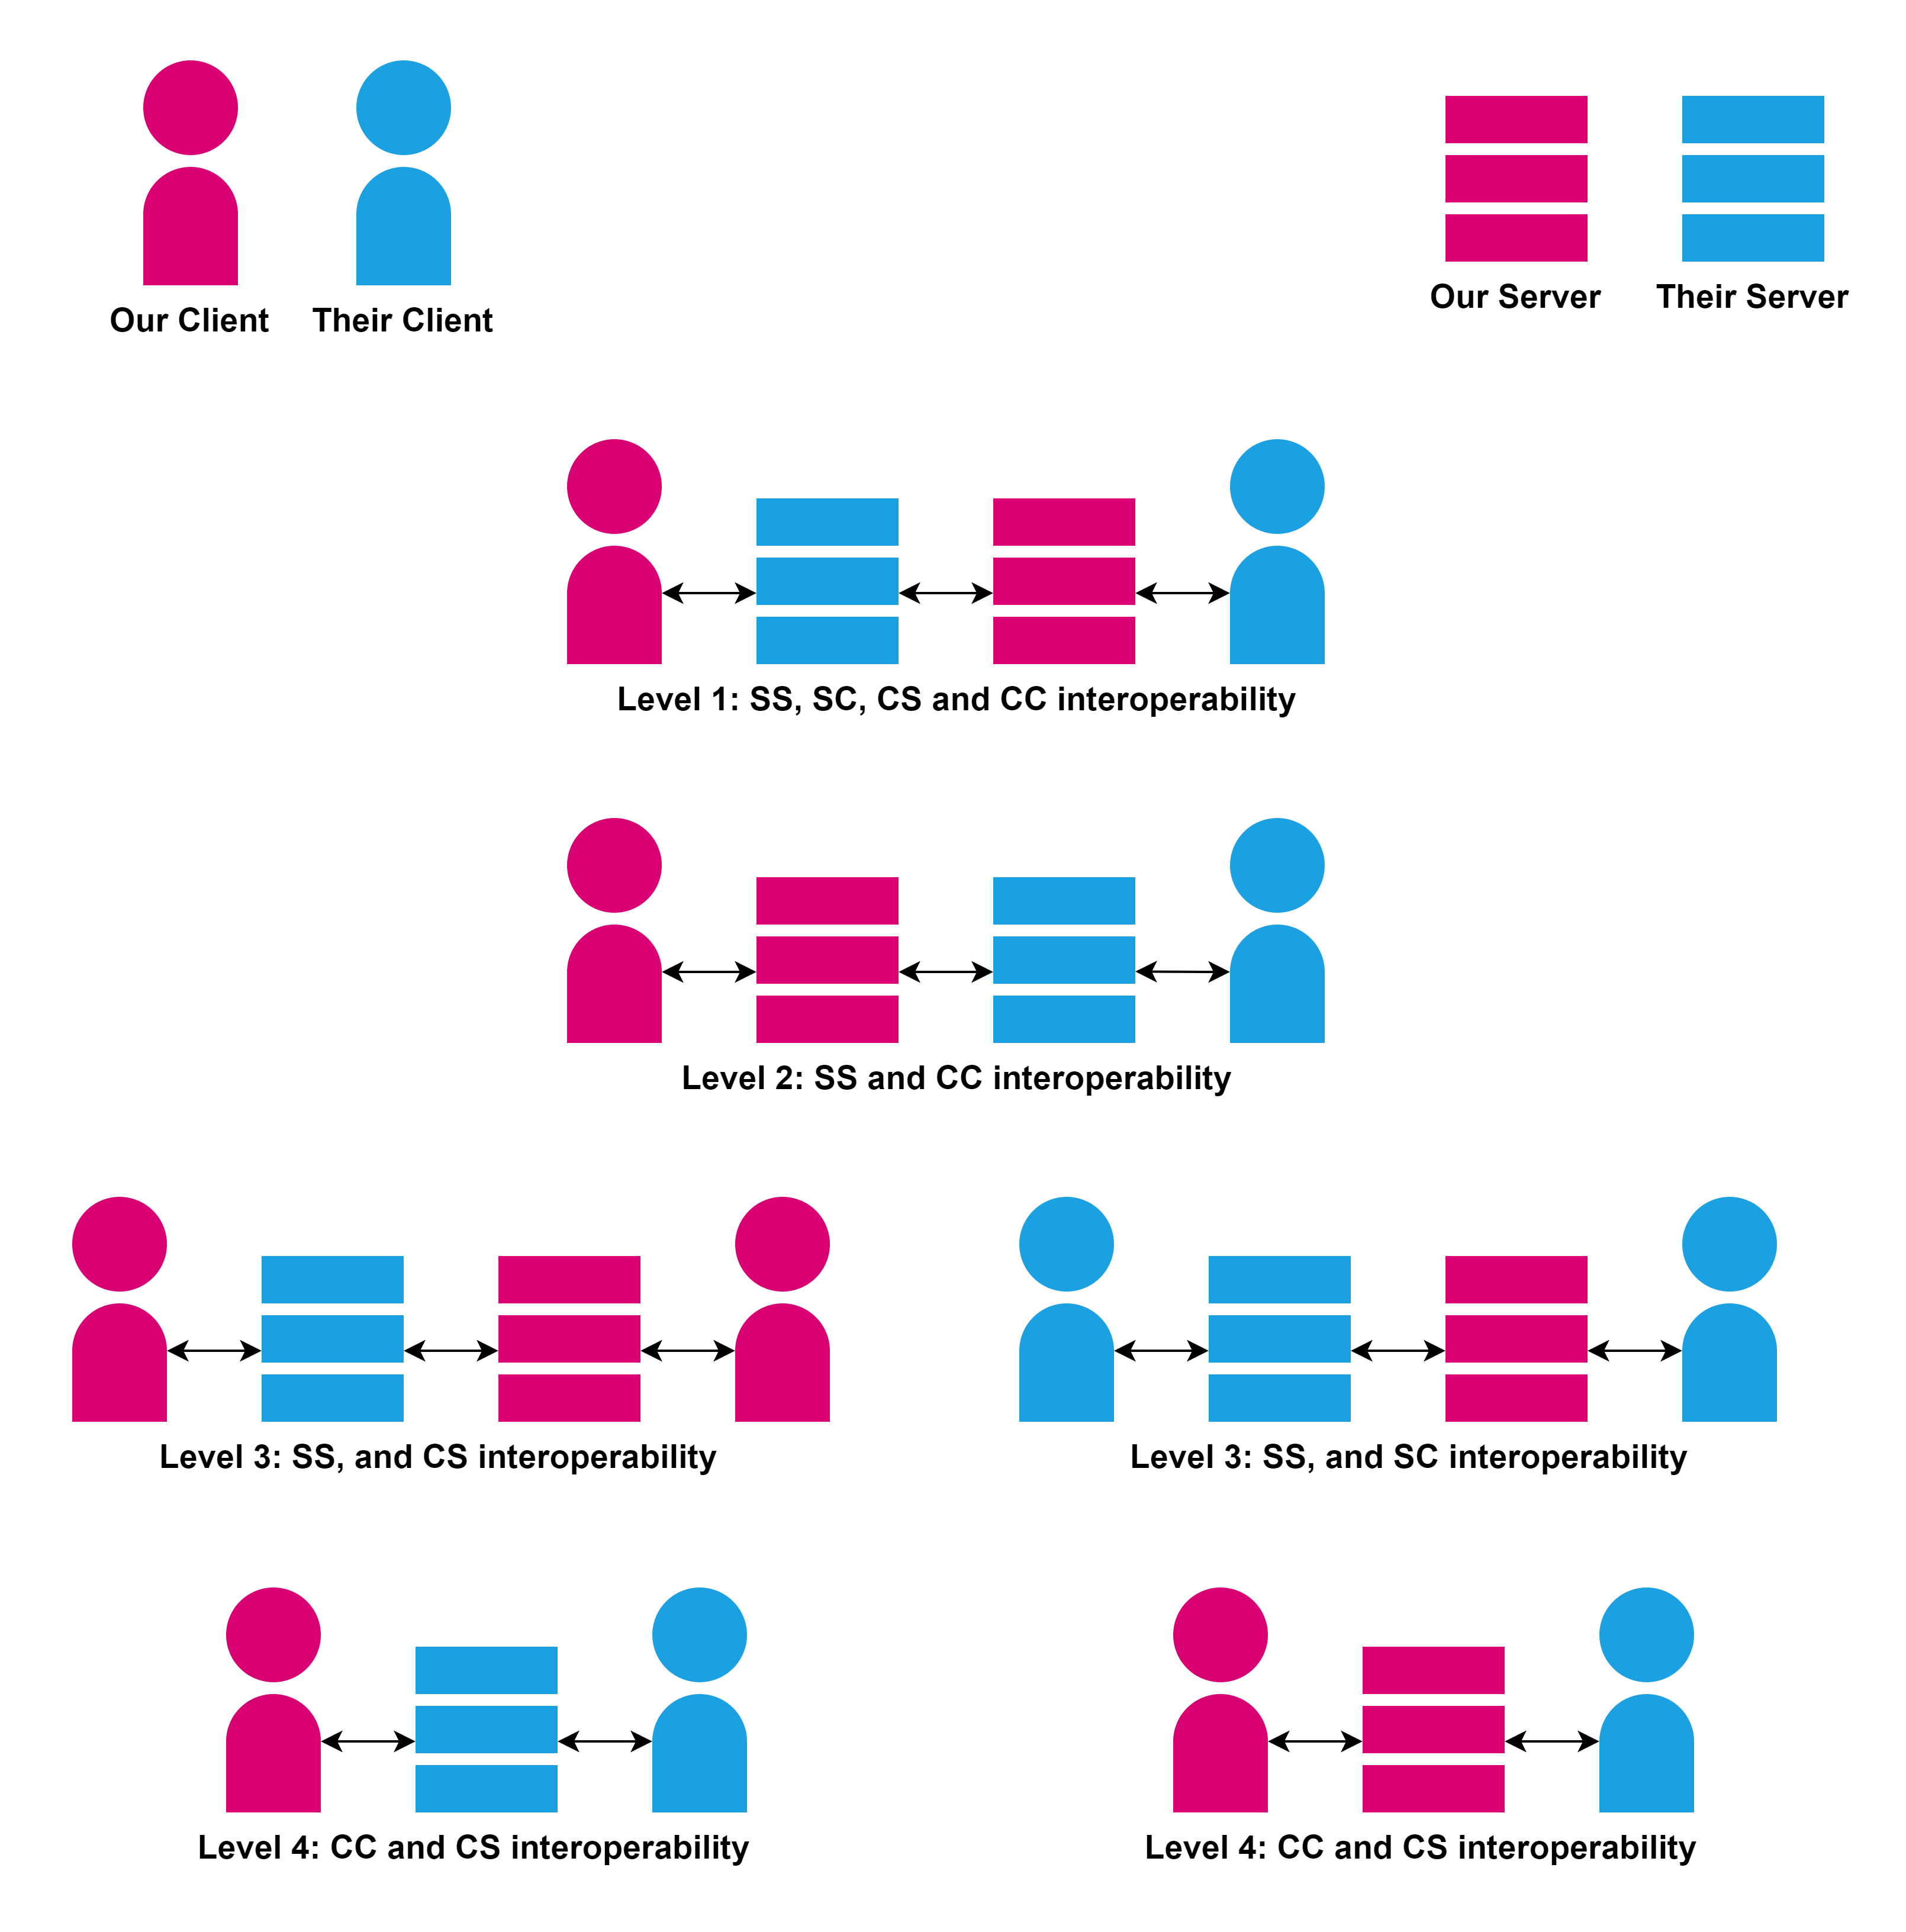 Our Client
Their Client
Our Server
Their Server
Level 1: SS, SC, CS and CC interoperability
Level 2: SS and CC interoperability
Level 3: SS, and CS interoperability
Level 3: SS, and SC interoperability
Level 4: CC and CS interoperability
Level 4: CC and CS interoperability